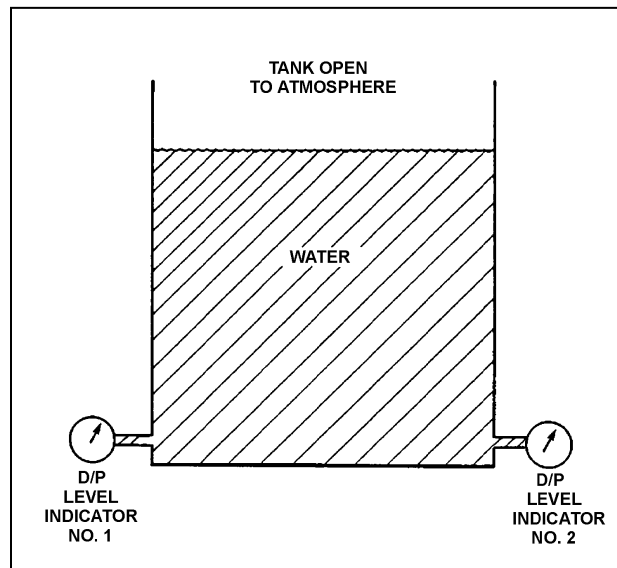 TANK OPEN
TO ATMOSPHERE
WATER
D/P
LEVEL
INDICATOR
NO. 1
D/P
LEVEL
INDICATOR
NO. 2